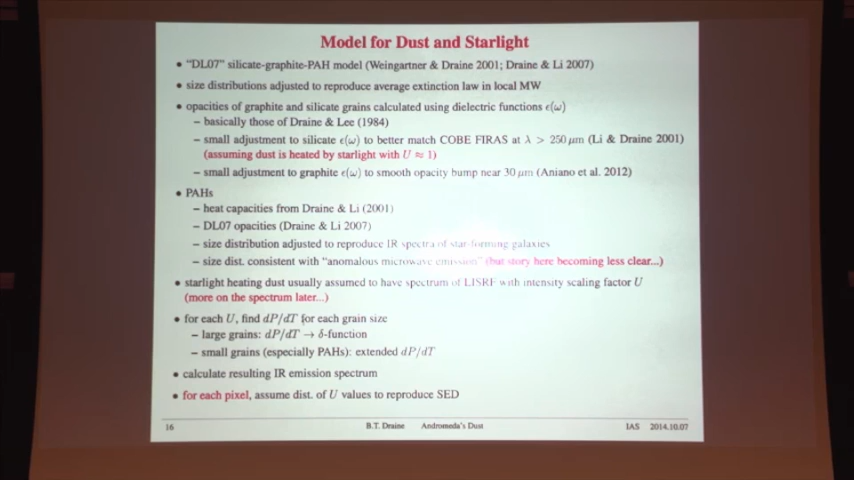 Model for Dust and Starlight
• "DL07" silicate-graphite-PAH model (Weingartner & Draine 2001; Draine & Li 2007)
• size distributions adjusted to reproduce average extinction law in local MW
• opacities of graphite and silicate grains calculated using dielectric functions ϵ(ω)
– basically those of Draine & Lee (1984)
– small adjustment to silicate ϵ(ω) to better match COBE FIRAS at λ > 250 μm (Li & Draine 2001)
(assuming dust is heated by starlight with U ≈ 1)
– small adjustment to graphite ϵ(ω) to smooth opacity bump near 30 μm (Aniano et al. 2012)
• PAHs
– heat capacities from Draine & Li (2001)
– DL07 opacities (Draine & Li 2007)
– size distribution adjusted to reproduce IR spectra of star-forming galaxies
– size dist. consistent with "anomalous microwave emission" (but story here becoming less clear...)
• starlight heating dust usually assumed to have spectrum of LISRF with intensity scaling factor U
(more on the spectrum later...)
• for each U, find dP/dT for each grain size
– large grains: dP/dT → δ-function
– small grains (especially PAHs): extended dP/dT
• calculate resulting IR emission spectrum
• for each pixel, assume dist. of U values to reproduce SED
16 B.T. Draine Andromeda's Dust IAS 2014.10.07